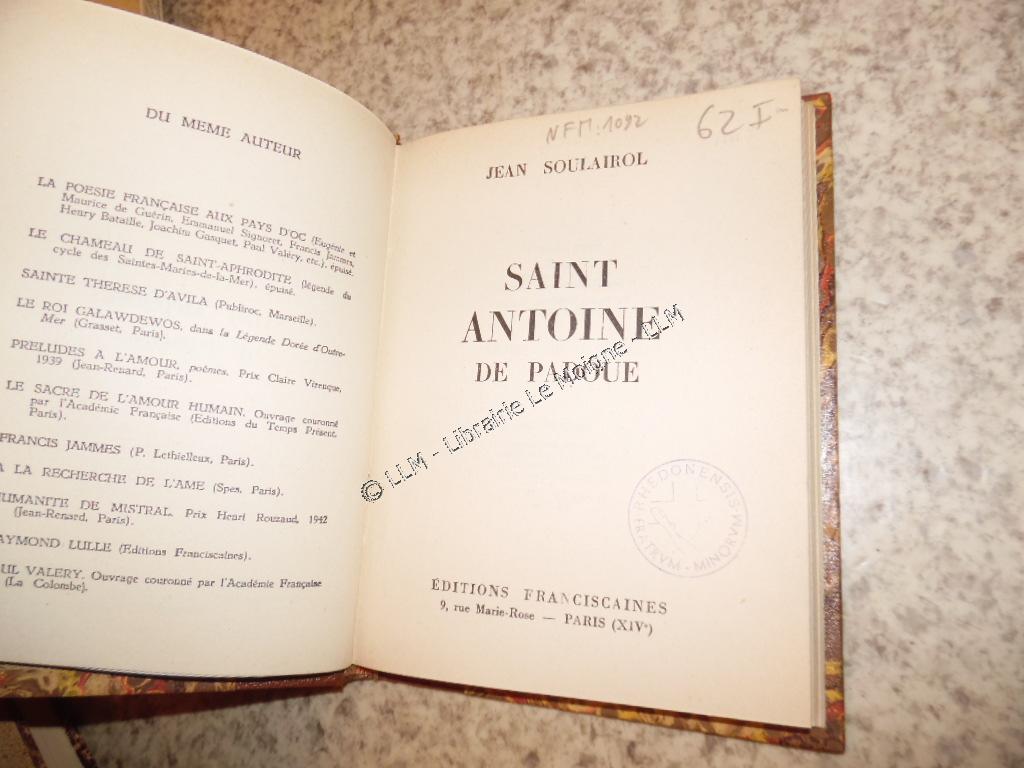 DU MEME AUTEUR
LA POESIE FRANÇAISE AUX PAYS D'OC (Eugénie et
Maurice de Guérin, Emmanuel Signoret, Francis Jammes,
Henry Bataille, Joachim Gasquet, Paul Valéry, etc.), épuisé.
LE CHAMEAU DE SAINT-APHRODITE (légende du
cycle des Saintes-Maries-de-la-Mer), épuisé.
SAINTE THERESE D'AVILA (Publiroc, Marseille).
LE ROI GALAWDEWOS, dans la Légende Dorée d'Outre-
Mer (Grasset, Paris).
PRELUDES A L'AMOUR, poèmes. Prix Claire Virenque,
1939 (Jean-Renard, Paris).
LE SACRE DE L'AMOUR HUMAIN. Ouvrage couronné
par l'Académie Française (Editions du Temps Présent,
Paris).
FRANCIS JAMMES (P. Lethielleux, Paris).
A LA RECHERCHE DE L'AME (Spes, Paris).
HUMANITE DE MISTRAL. Prix Henri Rouzaud, 1942
(Jean-Renard, Paris).
AYMOND LULLE (Editions Franciscaines).
UL VALERY. Ouvrage couronné par l'Académie Française
(La Colombe).
NFM:1092
62 I
JEAN SOULAIROL
SAINT
ANTOINE
DE PADOUE
© LLM - Librairie Le Moigne - LLM
RHEDONENSIS
FRATRVM - MINORVM
ÉDITIONS FRANCISCAINES
9, rue Marie-Rose — PARIS (XIVe)